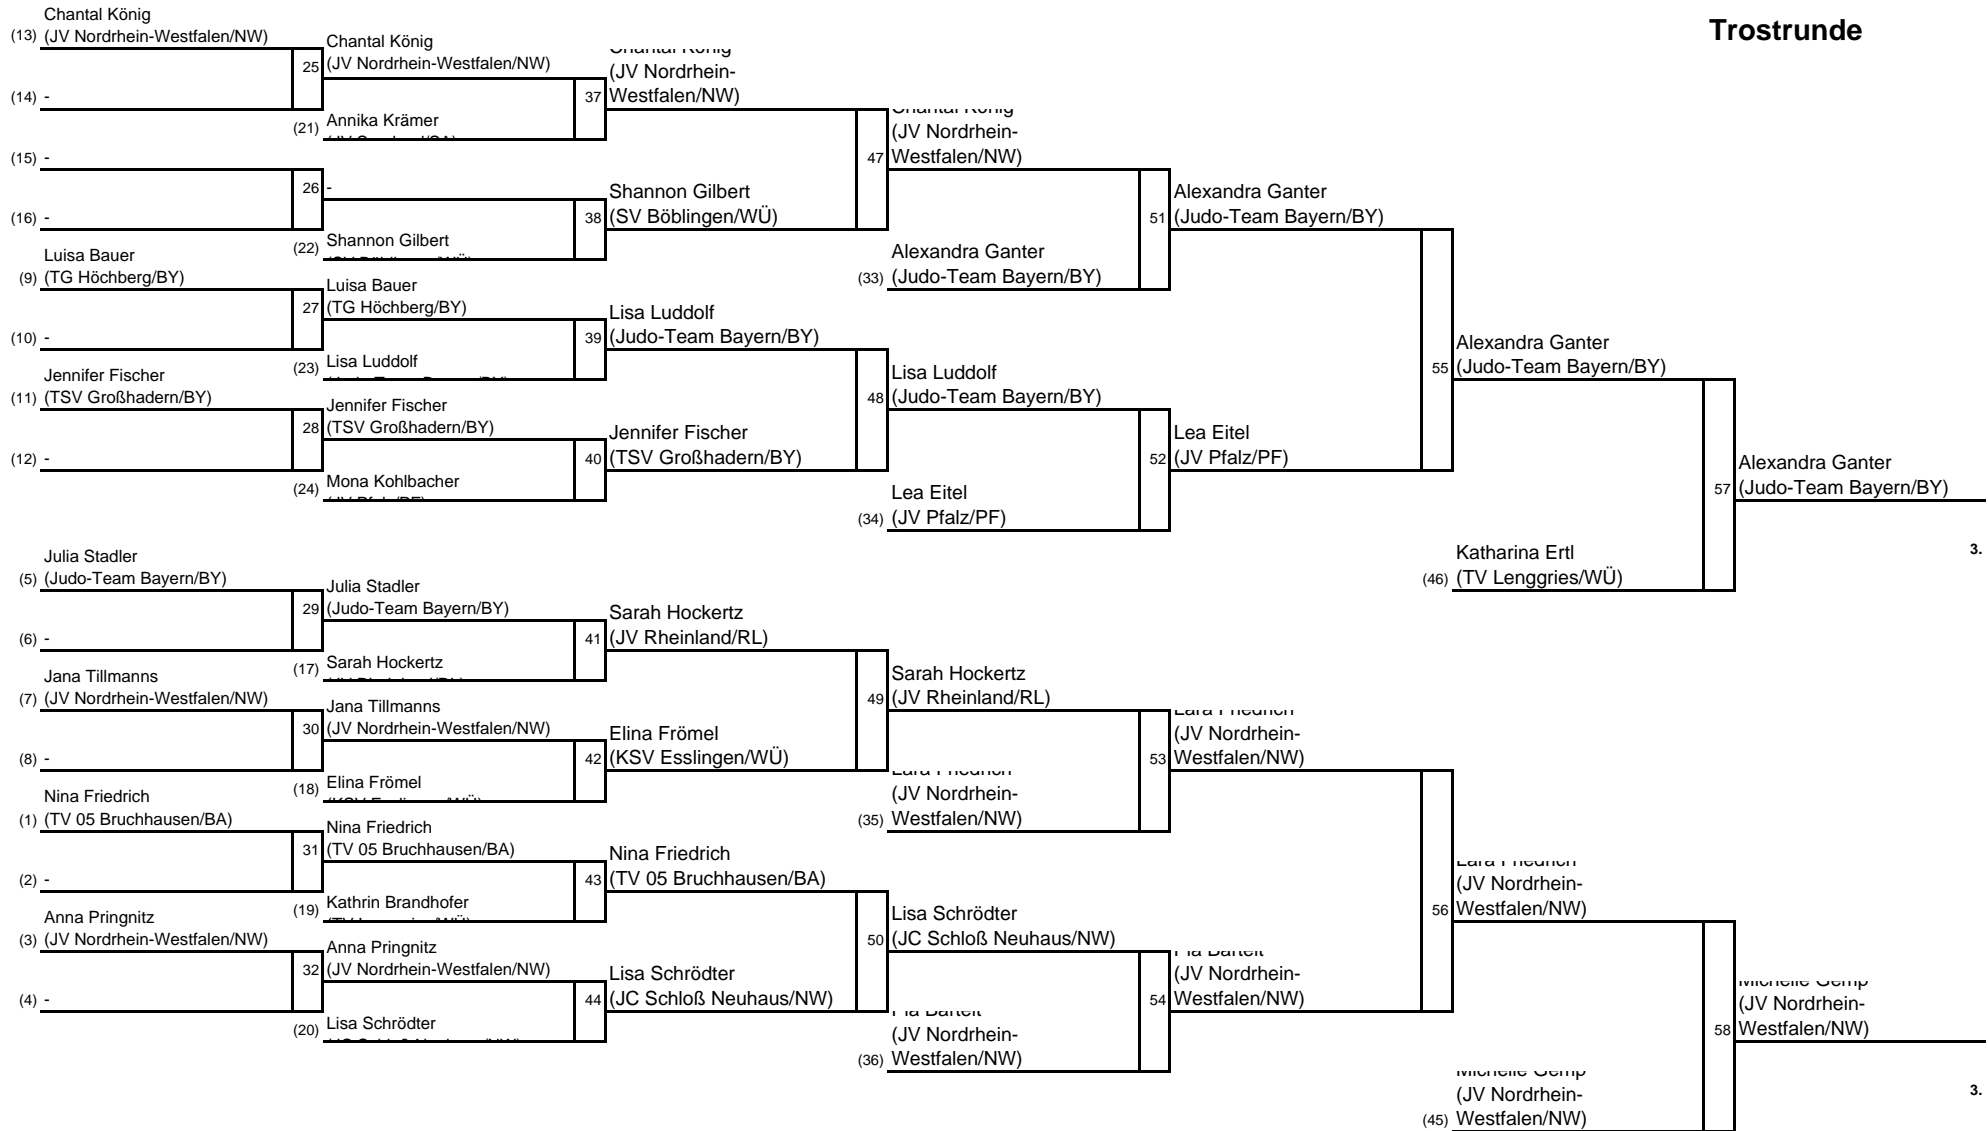 Trostrunde
Chantal König
(13) (JV Nordrhein-Westfalen/NW)
(14) -
(15) -
(16) -
Luisa Bauer
(9) (TG Höchberg/BY)
(10) -
Jennifer Fischer
(11) (TSV Großhadern/BY)
(12) -
Julia Stadler
(5) (Judo-Team Bayern/BY)
(6) -
Jana Tillmanns
(7) (JV Nordrhein-Westfalen/NW)
(8) -
Nina Friedrich
(1) (TV 05 Bruchhausen/BA)
(2) -
Anna Pringnitz
(3) (JV Nordrhein-Westfalen/NW)
(4) -
Chantal König
25 (JV Nordrhein-Westfalen/NW)
(21) Annika Krämer
26 -
(22) Shannon Gilbert
Luisa Bauer
27 (TG Höchberg/BY)
(23) Lisa Luddolf
Jennifer Fischer
28 (TSV Großhadern/BY)
(24) Mona Kohlbacher
Julia Stadler
29 (Judo-Team Bayern/BY)
(17) Sarah Hockertz
Jana Tillmanns
30 (JV Nordrhein-Westfalen/NW)
(18) Elina Frömel
Nina Friedrich
31 (TV 05 Bruchhausen/BA)
(19) Kathrin Brandhofer
Anna Pringnitz
32 (JV Nordrhein-Westfalen/NW)
(20) Lisa Schrödter
Chantal König
(JV Nordrhein-
37 Westfalen/NW)
Shannon Gilbert
38 (SV Böblingen/WÜ)
Lisa Luddolf
39 (Judo-Team Bayern/BY)
Jennifer Fischer
40 (TSV Großhadern/BY)
Sarah Hockertz
41 (JV Rheinland/RL)
Elina Frömel
42 (KSV Esslingen/WÜ)
Nina Friedrich
43 (TV 05 Bruchhausen/BA)
Lisa Schrödter
44 (JC Schloß Neuhaus/NW)
Chantal König
(JV Nordrhein-
47 Westfalen/NW)
Alexandra Ganter
(33) (Judo-Team Bayern/BY)
Lisa Luddolf
48 (Judo-Team Bayern/BY)
Lea Eitel
(34) (JV Pfalz/PF)
Sarah Hockertz
49 (JV Rheinland/RL)
Lara Friedrich
(JV Nordrhein-
(35) Westfalen/NW)
Lisa Schrödter
50 (JC Schloß Neuhaus/NW)
(JV Nordrhein-
(36) Westfalen/NW)
Alexandra Ganter
51 (Judo-Team Bayern/BY)
Lea Eitel
52 (JV Pfalz/PF)
Lara Friedrich
(JV Nordrhein-
53 Westfalen/NW)
(JV Nordrhein-
54 Westfalen/NW)
Alexandra Ganter
55 (Judo-Team Bayern/BY)
Katharina Ertl
(46) (TV Lenggries/WÜ)
Lara Friedrich
(JV Nordrhein-
56 Westfalen/NW)
(JV Nordrhein-
(45) Westfalen/NW)
Alexandra Ganter
57 (Judo-Team Bayern/BY)
3.
(JV Nordrhein-
58 Westfalen/NW)
3.